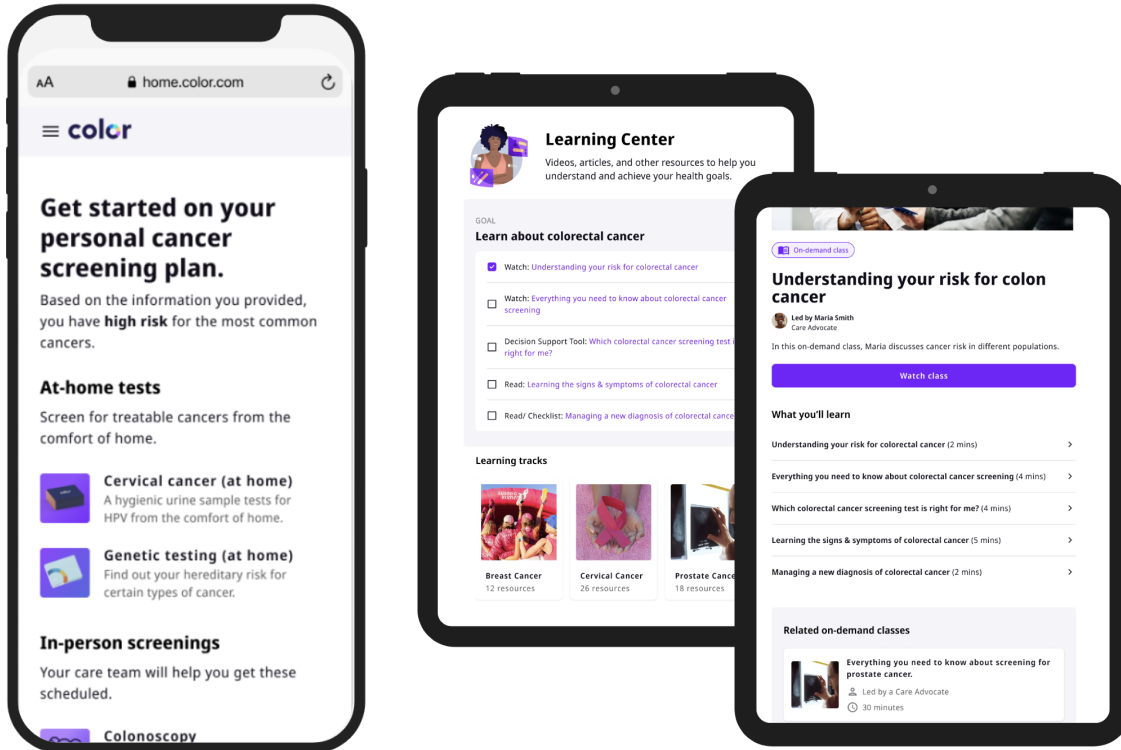 AA
home.color.com
color
Get started on your
personal cancer
screening plan.
Based on the information you provided,
you have high risk for the most common
cancers.
At-home tests
Screen for treatable cancers from the
comfort of home.
Cervical cancer (at home)
A hygienic urine sample tests for
HPV from the comfort of home.
Genetic testing (at home)
Find out your hereditary risk for
certain types of cancer.
In-person screenings
Your care team will help you get these
scheduled.
Colonoscopy
Learning Center
Videos, articles, and other resources to help you
understand and achieve your health goals.
GOAL
Learn about colorectal cancer
Watch: Understanding your risk for colorectal cancer
Watch: Everything you need to know about colorectal cancer
screening
Decision Support Tool: Which colorectal cancer screening test
right for me?
Read: Learning the signs & symptoms of colorectal cancer
Read/ Checklist: Managing a new diagnosis of colorectal
Learning tracks
Breast Cancer
12 resources
Cervical Cancer
26 resources
Prostate
18 resources
On-demand class
Understanding your risk for colon
cancer
Led by Maria Smith
Care Advocate
In this on-demand class, Maria discusses cancer risk in different populations.
Watch class
What you'll learn
Understanding your risk for colorectal cancer (2 mins)
Everything you need to know about colorectal cancer screening (4 mins)
Which colorectal cancer screening test is right for me? (4 mins)
Learning the signs & symptoms of colorectal cancer (5 mins)
Managing a new diagnosis of colorectal cancer (2 mins)
Related on-demand classes
Everything you need to know about screening for
prostate cancer.
Led by a Care Advocate
30 minutes